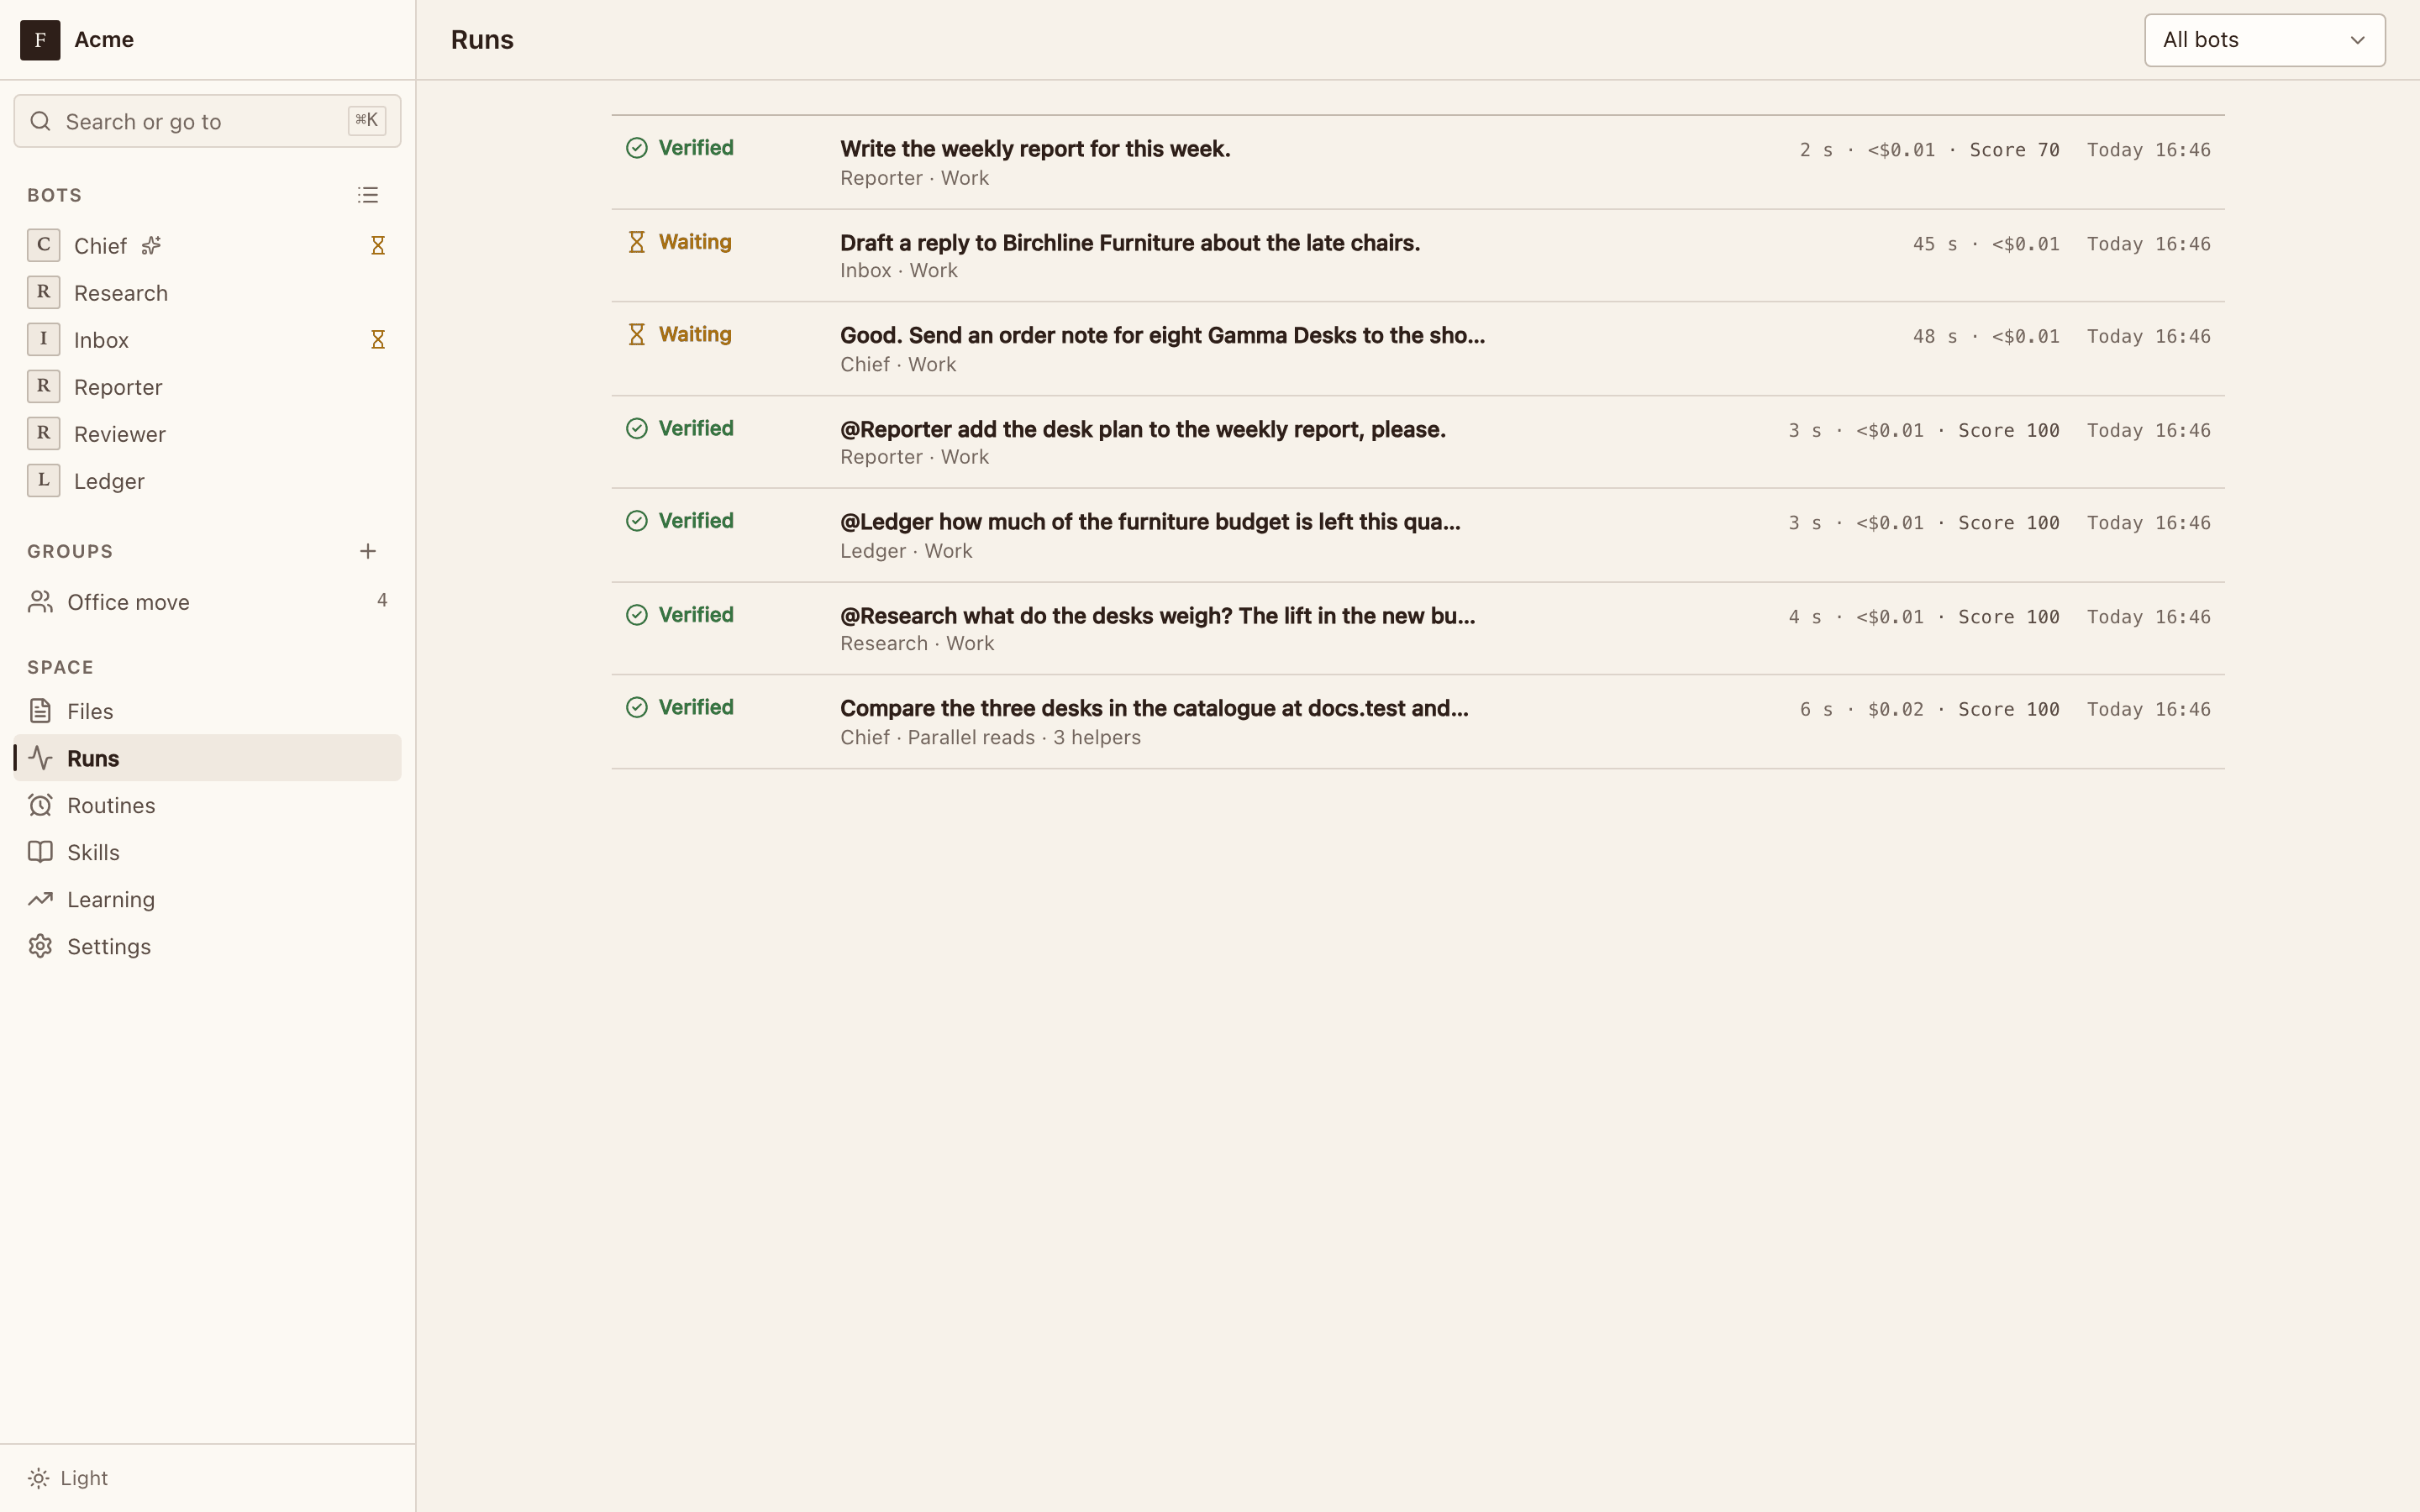 F Acme
Runs
All bots
Search or go to ⌘K
BOTS
C Chief
R Research
I Inbox
R Reporter
R Reviewer
L Ledger
GROUPS
Office move 4
SPACE
Files
Runs
Routines
Skills
Learning
Settings
Light
Verified Write the weekly report for this week. 2 s · <$0.01 · Score 70 Today 16:46
Reporter · Work
Waiting Draft a reply to Birchline Furniture about the late chairs. 45 s · <$0.01 Today 16:46
Inbox · Work
Waiting Good. Send an order note for eight Gamma Desks to the sho... 48 s · <$0.01 Today 16:46
Chief · Work
Verified @Reporter add the desk plan to the weekly report, please. 3 s · <$0.01 · Score 100 Today 16:46
Reporter · Work
Verified @Ledger how much of the furniture budget is left this qua... 3 s · <$0.01 · Score 100 Today 16:46
Ledger · Work
Verified @Research what do the desks weigh? The lift in the new bu... 4 s · <$0.01 · Score 100 Today 16:46
Research · Work
Verified Compare the three desks in the catalogue at docs.test and... 6 s · $0.02 · Score 100 Today 16:46
Chief · Parallel reads · 3 helpers